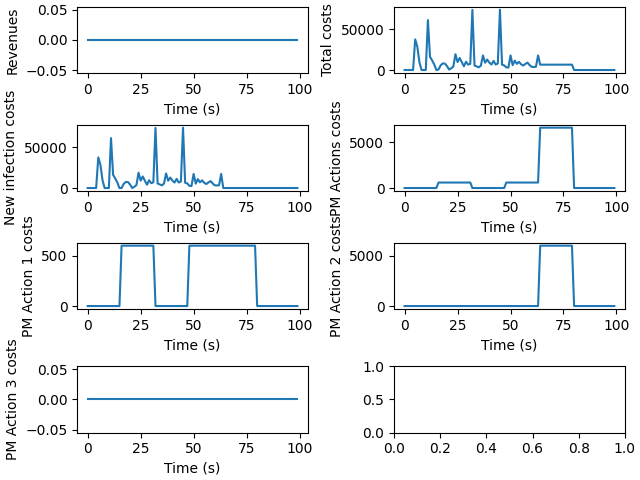 Revenues
0.05
0.00
−0.05
0 25 50 75 100
Time (s)
Total costs
50000
0
0 25 50 75 100
Time (s)
New infection costs
50000
0
0 25 50 75 100
Time (s)
PM Actions costs
5000
0
0 25 50 75 100
Time (s)
PM Action 1 costs
500
0
0 25 50 75 100
Time (s)
PM Action 2 costs
5000
0
0 25 50 75 100
Time (s)
PM Action 3 costs
0.05
0.00
−0.05
0 25 50 75 100
Time (s)
1.0
0.5
0.0
0.0 0.2 0.4 0.6 0.8 1.0